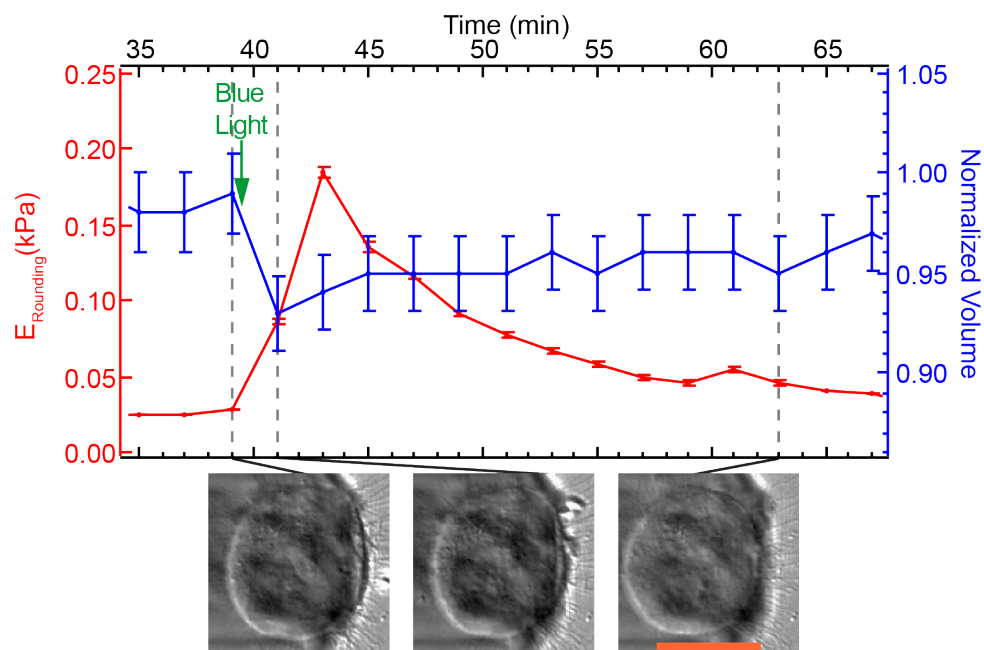 Time (min)
35 40 45 50 55 60 65
0.25
0.20
0.15
0.10
0.05
0.00
E Rounding (kPa)
Blue
Light
1.05
1.00
0.95
0.90
Normalized Volume